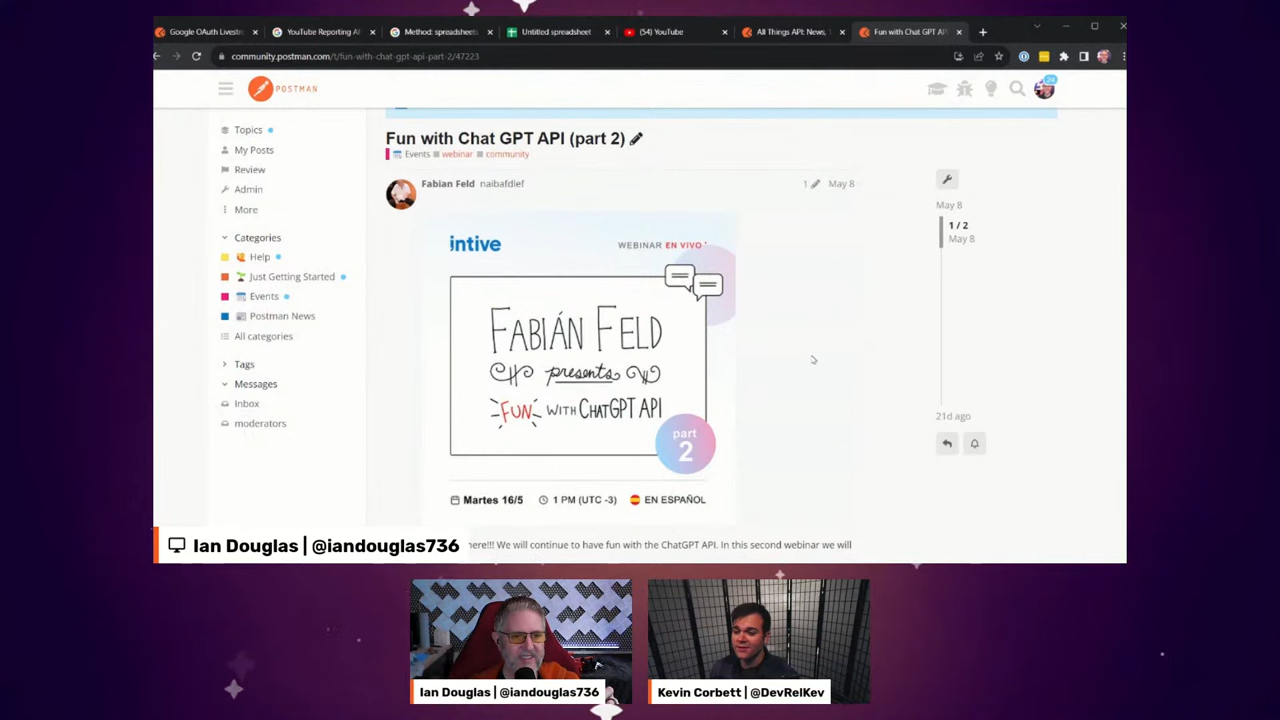 Google OAuth Livestre
YouTube Reporting AP
Method: spreadsheets
Untitled spreadsheet
(54) YouTube
All Things API: News, T
Fun with Chat GPT API
community.postman.com/t/fun-with-chat-gpt-api-part-2/47223
POSTMAN
24
Topics
My Posts
Review
Admin
More
Categories
Help
Just Getting Started
Events
Postman News
All categories
Tags
Messages
Inbox
moderators
Fun with Chat GPT API (part 2)
Events webinar community
Fabian Feld naibafdlef
1 May 8
intive
WEBINAR EN VIVO
FABIÁN FELD
presents
FUN WITH CHATGPT API
part
2
Martes 16/5 1 PM (UTC -3) EN ESPAÑOL
here!!! We will continue to have fun with the ChatGPT API. In this second webinar we will
May 8
1 / 2
May 8
21d ago
Ian Douglas | @iandouglas736
Ian Douglas | @iandouglas736
Kevin Corbett | @DevRelKev